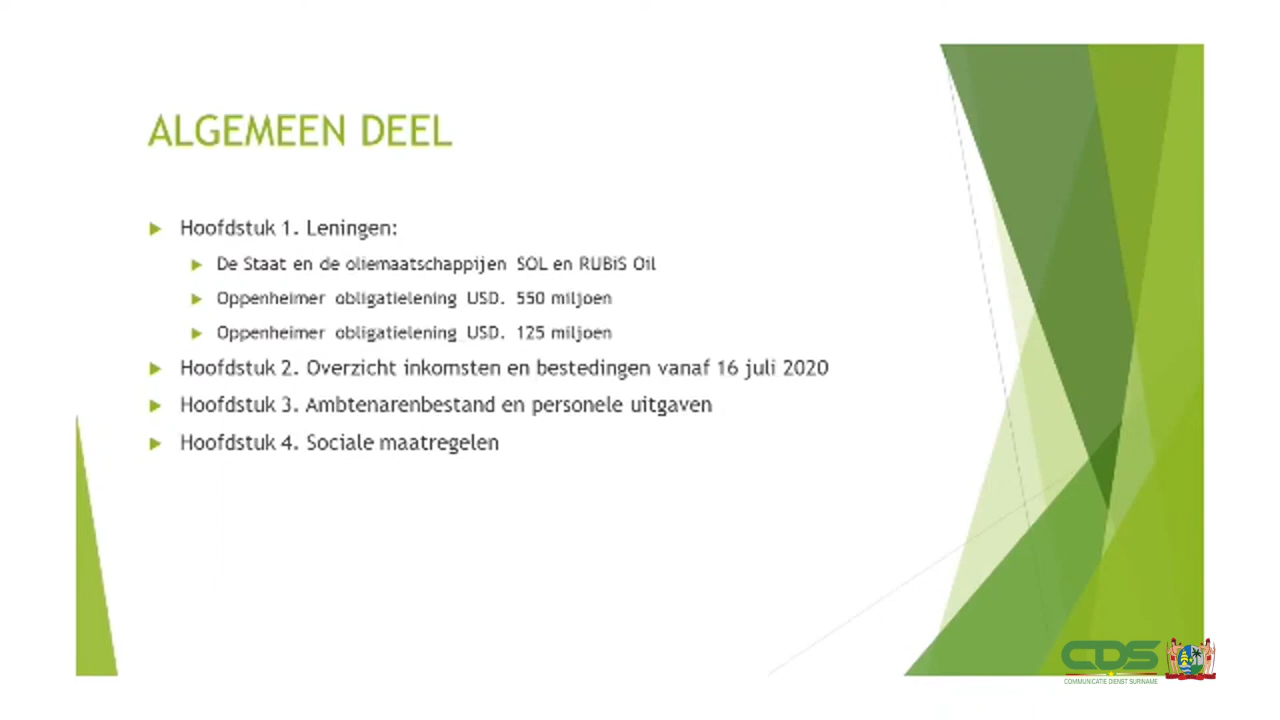 ALGEMEEN DEEL
Hoofdstuk 1. Leningen:
De Staat en de oliemaatschappijen SOL en RUBiS Oil
Oppenheimer obligatielening USD. 550 miljoen
Oppenheimer obligatielening USD. 125 miljoen
Hoofdstuk 2. Overzicht inkomsten en bestedingen vanaf 16 juli 2020
Hoofdstuk 3. Ambtenarenbestand en personele uitgaven
Hoofdstuk 4. Sociale maatregelen
CDS
COMMUNICATIE DIENST SURINAME